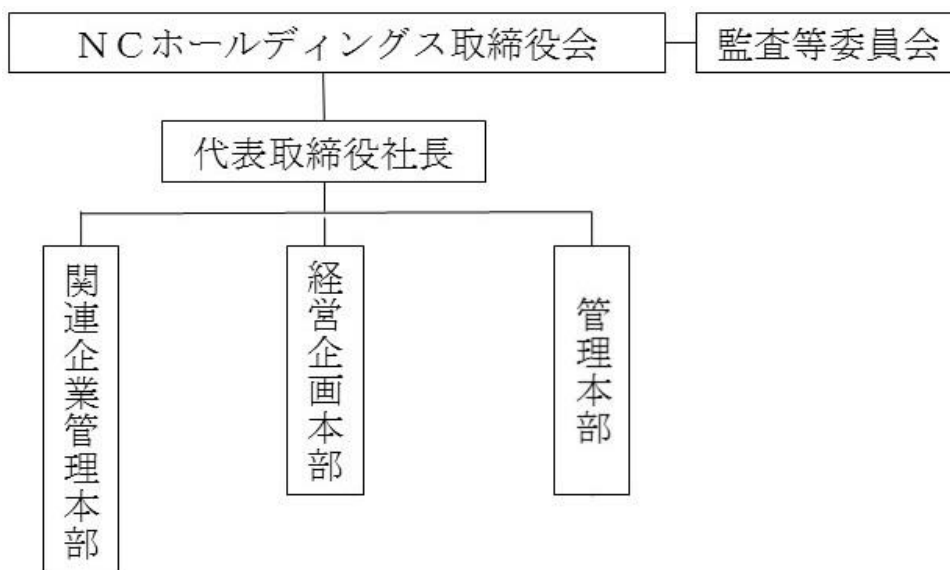 ＮＣホールディングス取締役会
監査等委員会
代表取締役社長
関連企業管理本部
経営企画本部
管理本部